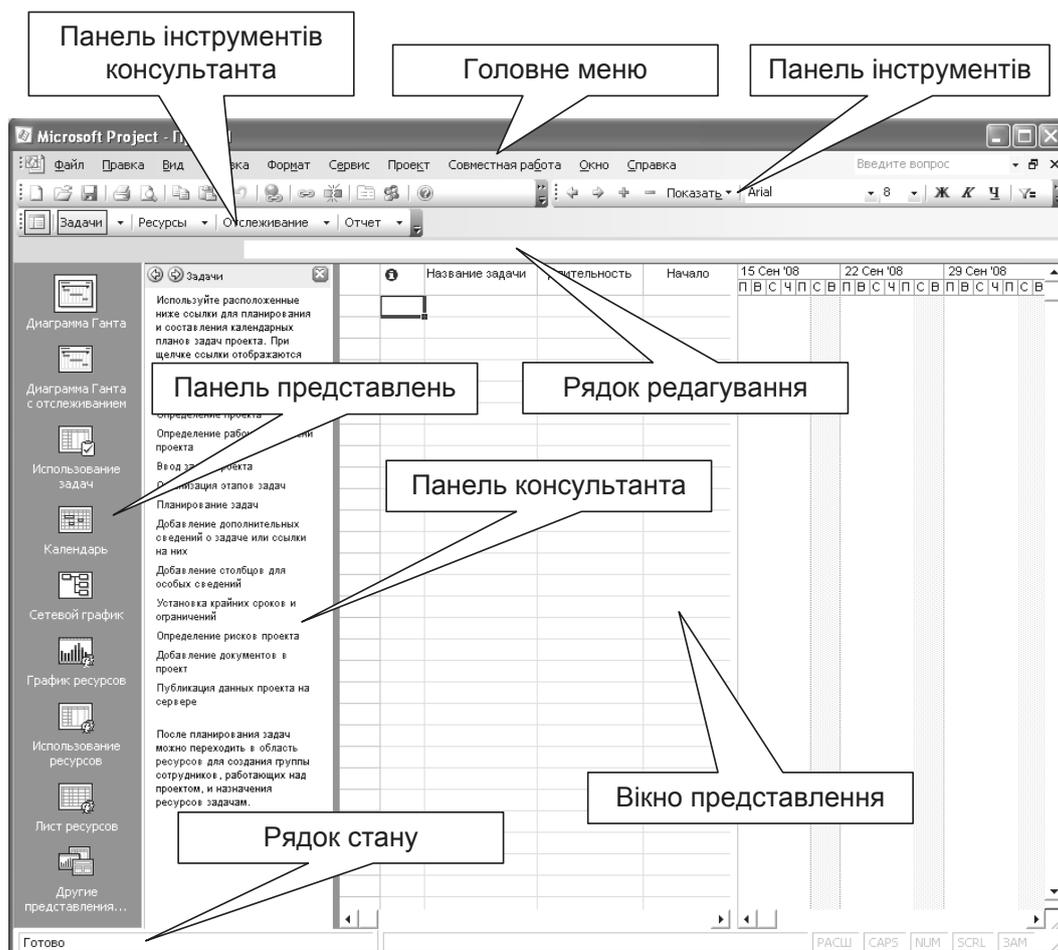 Панель інструментів
консультанта
Головне меню
Панель інструментів
Microsoft Project - П
Файл Правка Вид Формат Сервис Проект Совместная работа Окно Справка Введите вопрос
Показать Arial 8 Ж К Ч
Задачи Ресурсы Отслеживание Отчет
Задачи
Название задачи Длительность Начало 15 Сен '08 22 Сен '08 29 Сен '08
П В С Ч П С В П В С Ч П С В П В С Ч П С В
Диаграмма Ганта
Диаграмма Ганта
с отслеживанием
Использование
задач
Календарь
Сетевой график
График ресурсов
Использование
ресурсов
Лист ресурсов
Другие
представления...
Используйте расположенные
ниже ссылки для планирования
и составления календарных
планов задач проекта. При
щелчке ссылки отображаются
Определение проекта
Определение
проекта
Ввод проекта
Организация этапов задач
Планирование задач
Добавление дополнительных
сведений о задаче или ссылки
на них
Добавление столбцов для
особых сведений
Установка крайних сроков и
ограничений
Определение рисков проекта
Добавление документов в
проект
Публикация данных проекта на
сервере
После планирования задач
можно переходить в область
ресурсов для создания группы
сотрудников, работающих над
проектом, и назначения
ресурсов задачам.
Панель представлень
Рядок редагування
Панель консультанта
Вікно представлення
Рядок стану
Готово
РАСШ CAPS NUM SCRL ЗАМ